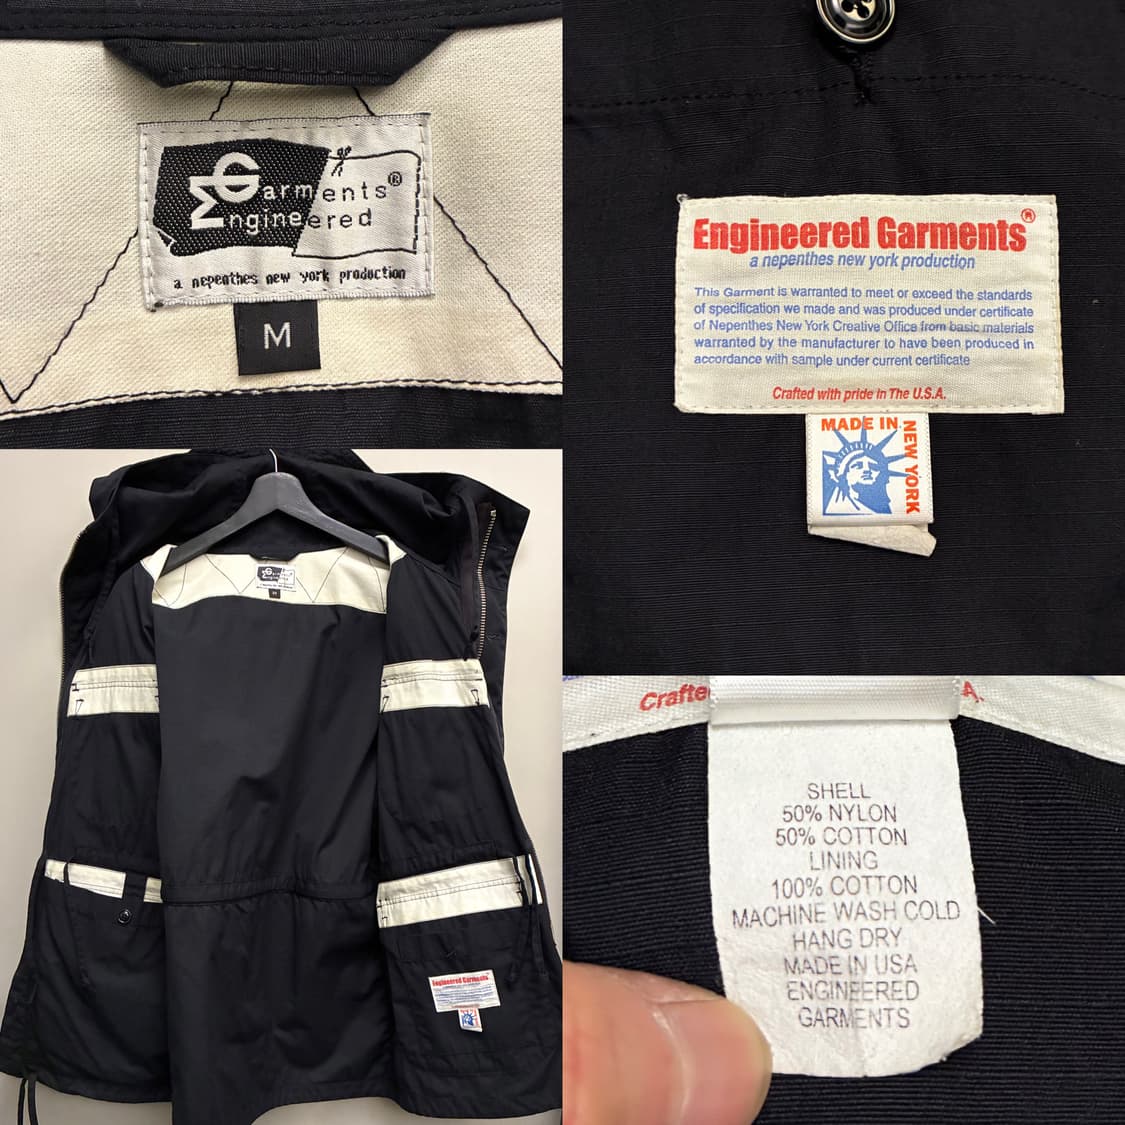 Garments®
Engineered
a nepenthes new york production
M
Engineered Garments®
a nepenthes new york production
This Garment is warranted to meet or exceed the standards
of specification we made and was produced under certificate
of Nepenthes New York Creative Office from basic materials
warranted by the manufacturer to have been produced in
accordance with sample under current certificate
Crafted with pride in The U.S.A.
MADE IN
NEW YORK
Engineered Garments
Crafte
A.
SHELL
50% NYLON
50% COTTON
LINING
100% COTTON
MACHINE WASH COLD
HANG DRY
MADE IN USA
ENGINEERED
GARMENTS